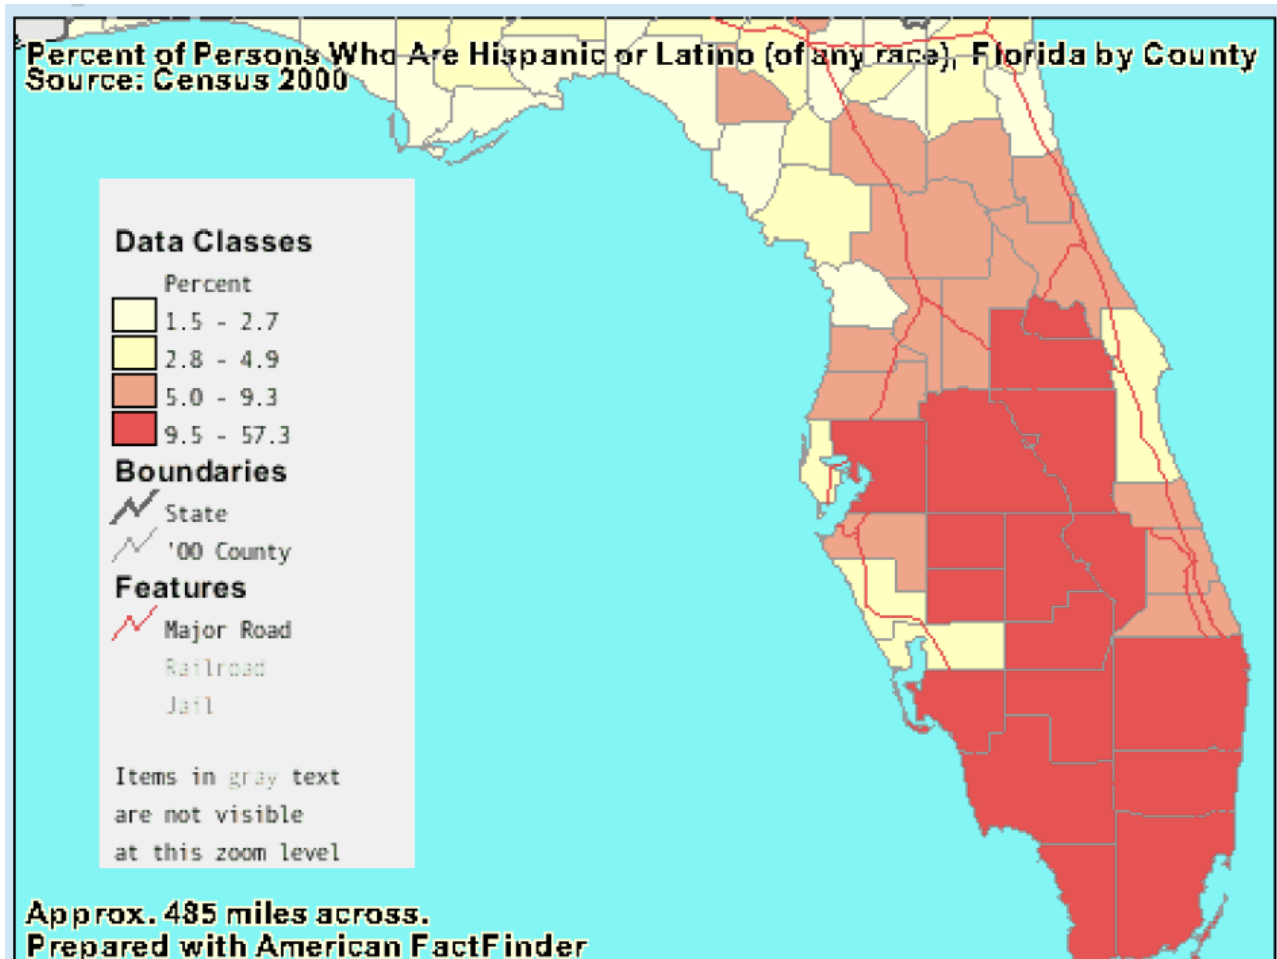 Percent of Persons Who Are Hispanic or Latino (of any race), Florida by County
Source: Census 2000
Data Classes
Percent
1.5 - 2.7
2.8 - 4.9
5.0 - 9.3
9.5 - 57.3
Boundaries
State
'00 County
Features
Major Road
Railroad
Jail
Items in gray text
are not visible
at this zoom level
Approx. 485 miles across.
Prepared with American FactFinder